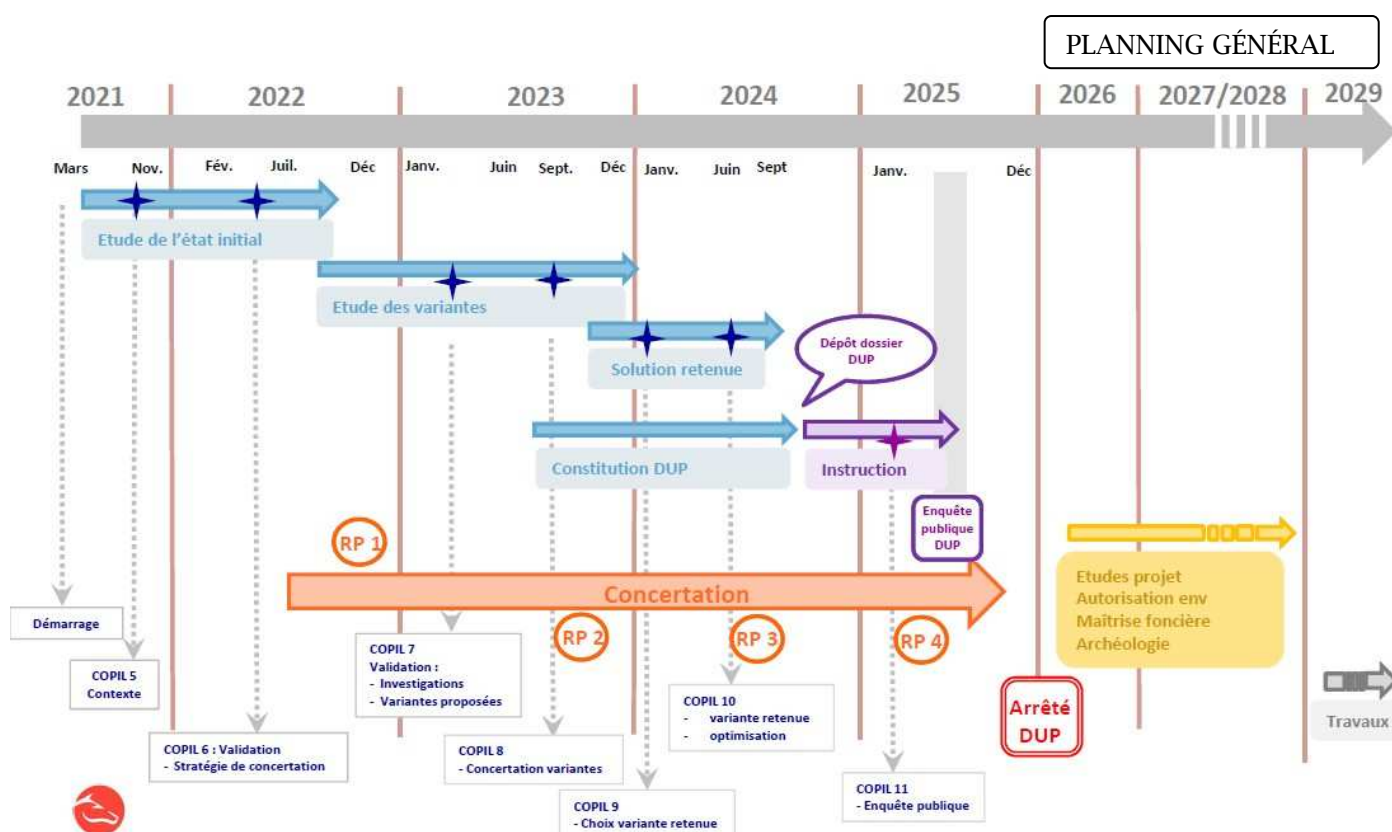 PLANNING GÉNÉRAL
2021 2022 2023 2024 2025 2026 2027/2028 2029
Mars Nov. Fév. Juil. Déc Janv. Juin Sept. Déc Janv. Juin Sept Janv. Déc
Etude de l'état initial
Etude des variantes
Solution retenue
Dépôt dossier
DUP
Constitution DUP
Instruction
Enquête
publique
DUP
RP 1
Concertation
RP 2
RP 3
RP 4
Etudes projet
Autorisation env
Maîtrise foncière
Archéologie
Démarrage
COPIL 5
Contexte
COPIL 6 : Validation
- Stratégie de concertation
COPIL 7
Validation :
- Investigations
- Variantes proposées
COPIL 8
- Concertation variantes
COPIL 9
- Choix variante retenue
COPIL 10
- variante retenue
- optimisation
COPIL 11
- Enquête publique
Arrêté
DUP
Travaux